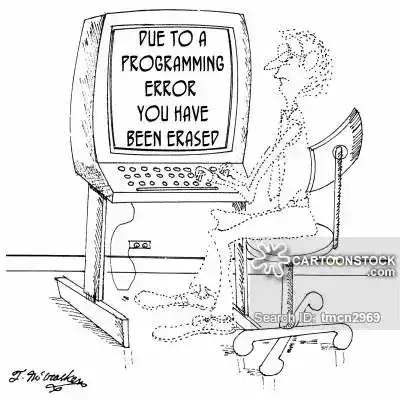 DUE TO A
PROGRAMMING
ERROR
YOU HAVE
BEEN ERASED
CARTOONSTOCK
.com
Search ID: tmcn2969